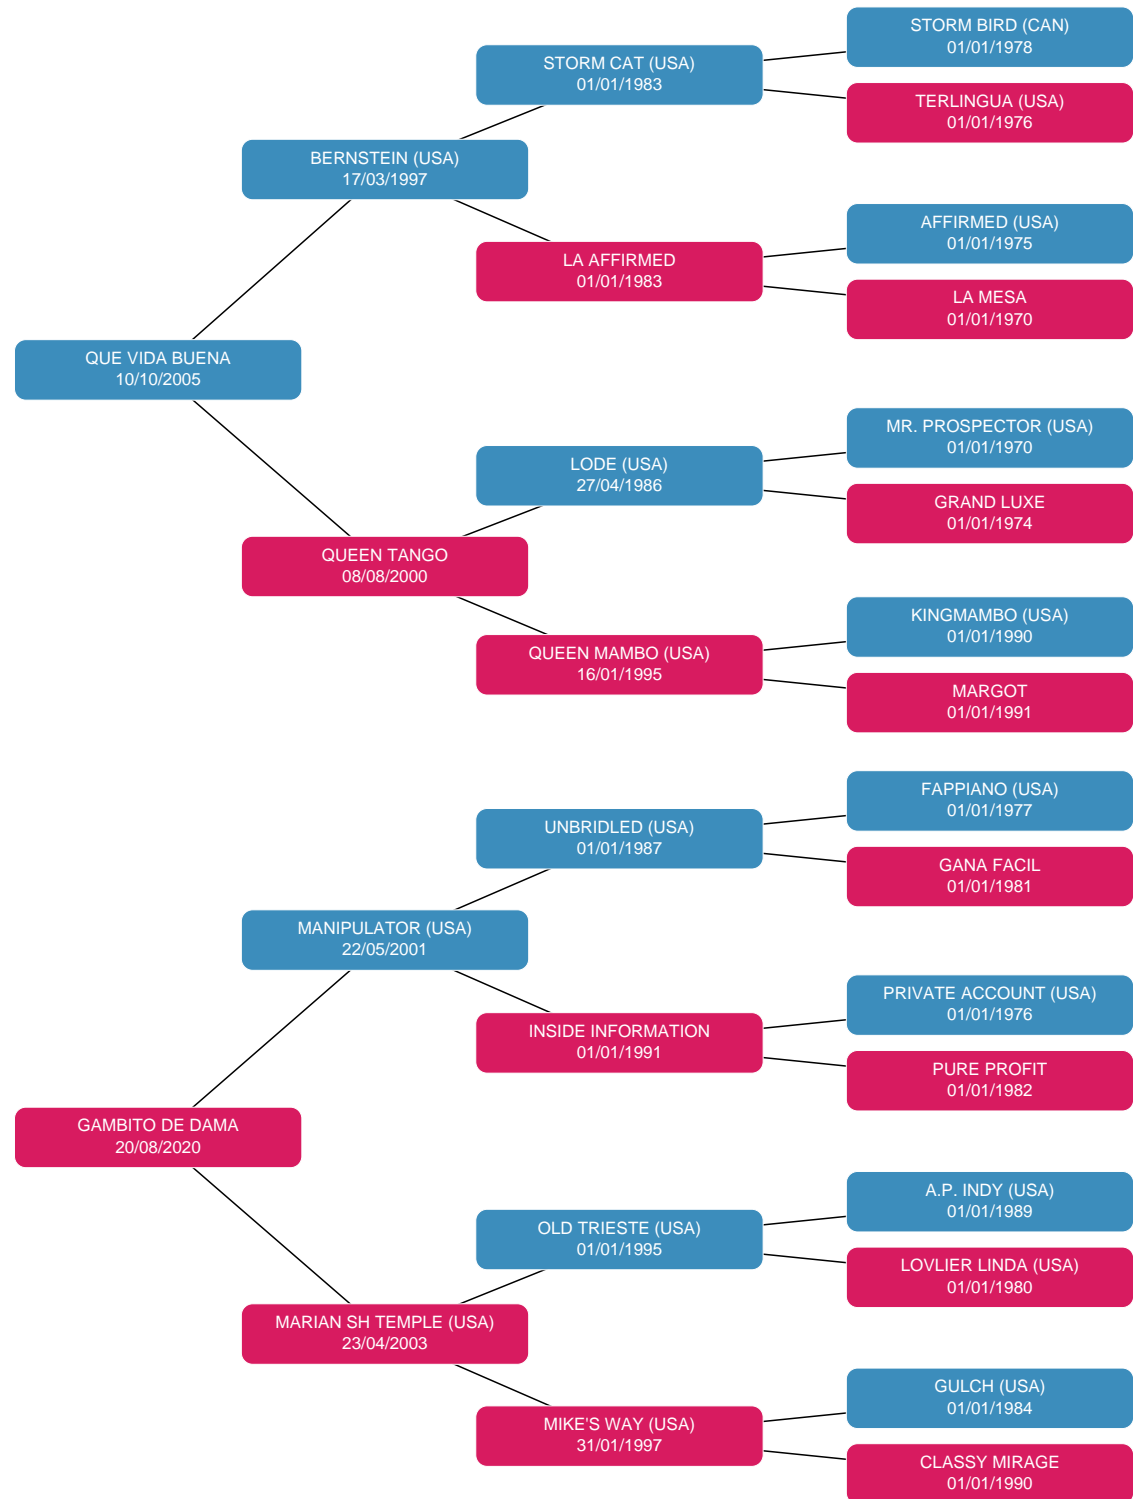 STORM BIRD (CAN)
01/01/1978
STORM CAT (USA)
01/01/1983
TERLINGUA (USA)
01/01/1976
BERNSTEIN (USA)
17/03/1997
AFFIRMED (USA)
01/01/1975
LA AFFIRMED
01/01/1983
LA MESA
01/01/1970
QUE VIDA BUENA
10/10/2005
MR. PROSPECTOR (USA)
01/01/1970
LODE (USA)
27/04/1986
GRAND LUXE
01/01/1974
QUEEN TANGO
08/08/2000
KINGMAMBO (USA)
01/01/1990
QUEEN MAMBO (USA)
16/01/1995
MARGOT
01/01/1991
FAPPIANO (USA)
01/01/1977
UNBRIDLED (USA)
01/01/1987
GANA FACIL
01/01/1981
MANIPULATOR (USA)
22/05/2001
PRIVATE ACCOUNT (USA)
01/01/1976
INSIDE INFORMATION
01/01/1991
PURE PROFIT
01/01/1982
GAMBITO DE DAMA
20/08/2020
A.P. INDY (USA)
01/01/1989
OLD TRIESTE (USA)
01/01/1995
LOVLIER LINDA (USA)
01/01/1980
MARIAN SH TEMPLE (USA)
23/04/2003
GULCH (USA)
01/01/1984
MIKE'S WAY (USA)
31/01/1997
CLASSY MIRAGE
01/01/1990